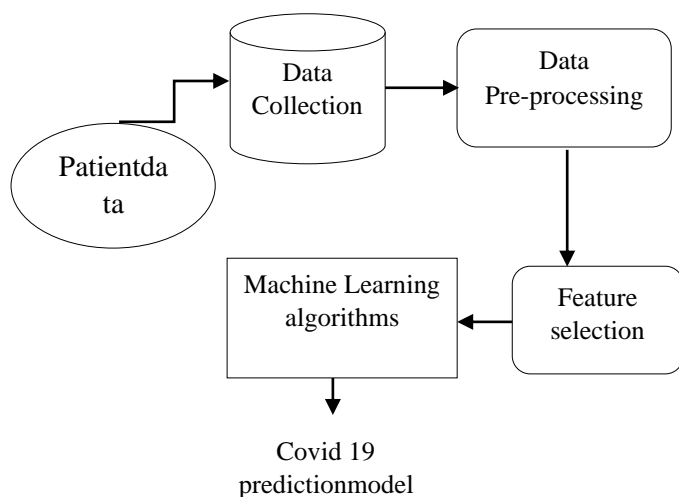 Patientda
ta
Data
Collection
Data
Pre-processing
Feature
selection
Machine Learning
algorithms
Covid 19
predictionmodel